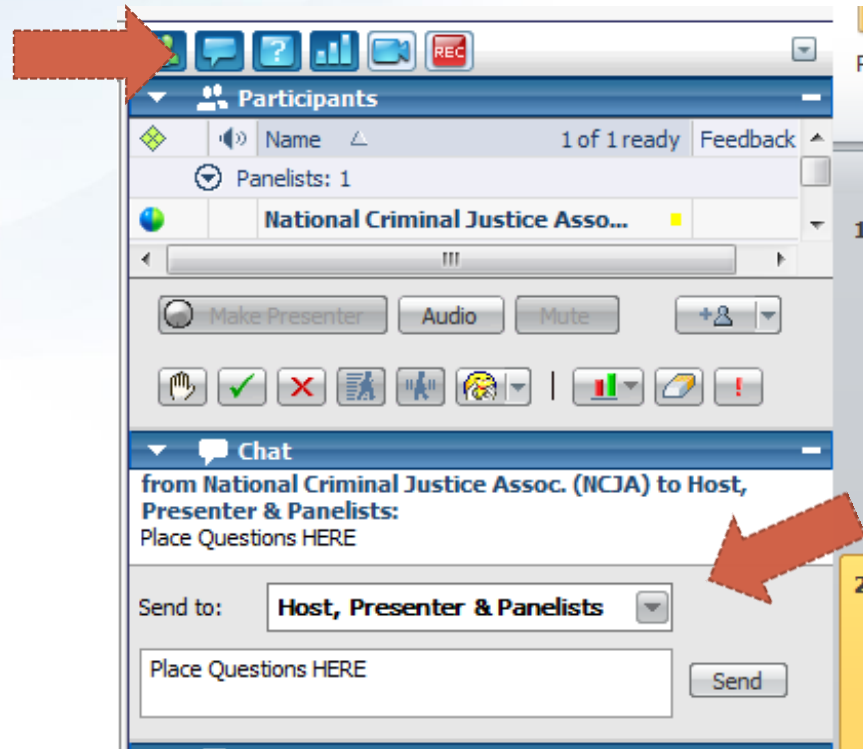 REC
Participants
Name 1 of 1 ready Feedback
Panelists: 1
National Criminal Justice Asso...
Make Presenter Audio Mute
Chat
from National Criminal Justice Assoc. (NCJA) to Host,
Presenter & Panelists:
Place Questions HERE
Send to: Host, Presenter & Panelists
Place Questions HERE
Send